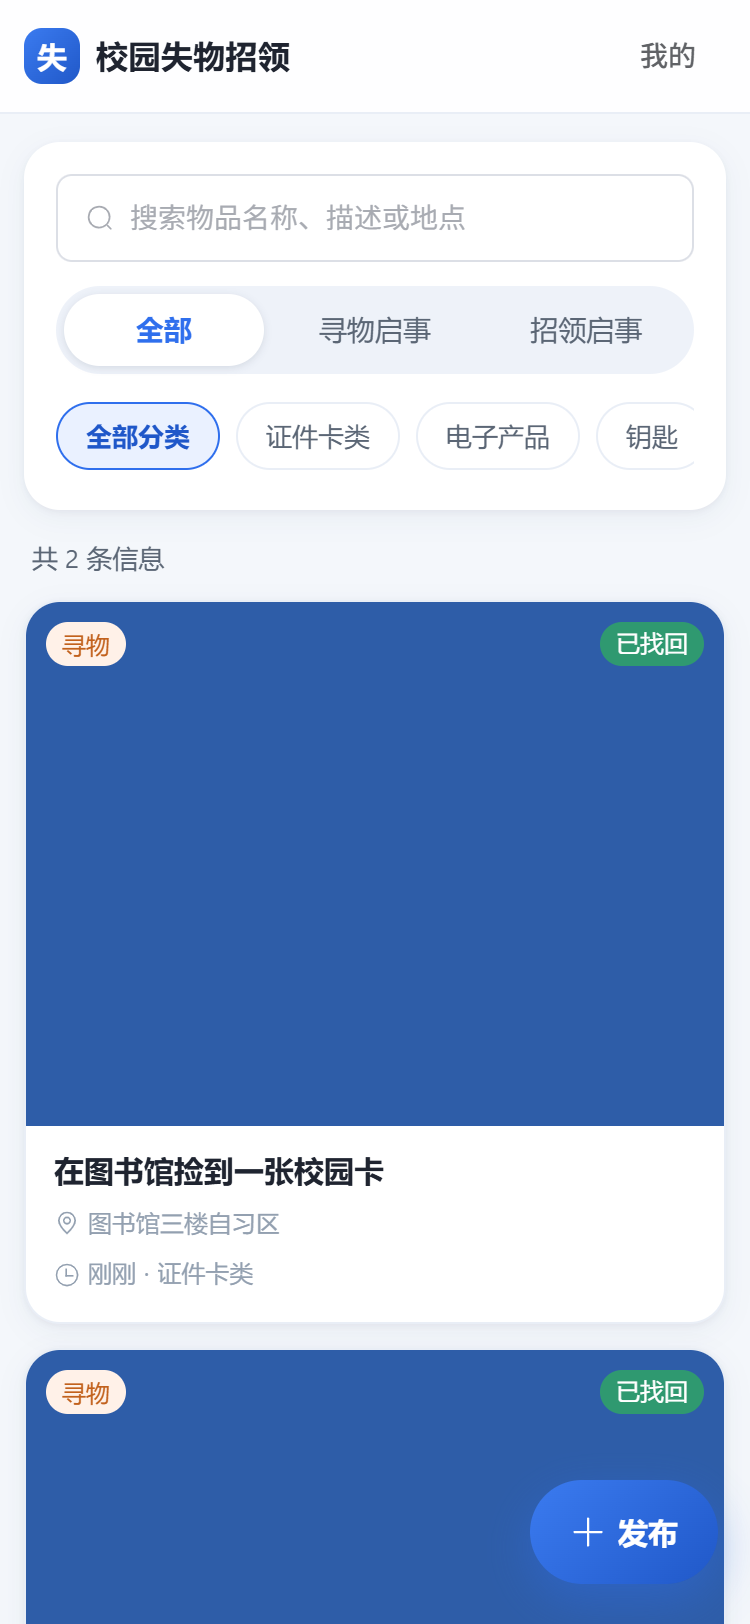 失 校园失物招领 我的
搜索物品名称、描述或地点
全部 寻物启事 招领启事
全部分类 证件卡类 电子产品 钥匙
共 2 条信息
寻物 已找回
在图书馆捡到一张校园卡
图书馆三楼自习区
刚刚 · 证件卡类
寻物 已找回
发布